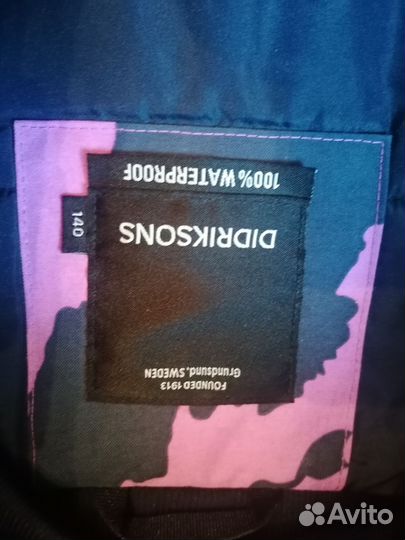 100% WATERPROOF
DIDRIKSONS
FOUNDED 1913
Grundsund, SWEDEN
140
Avito